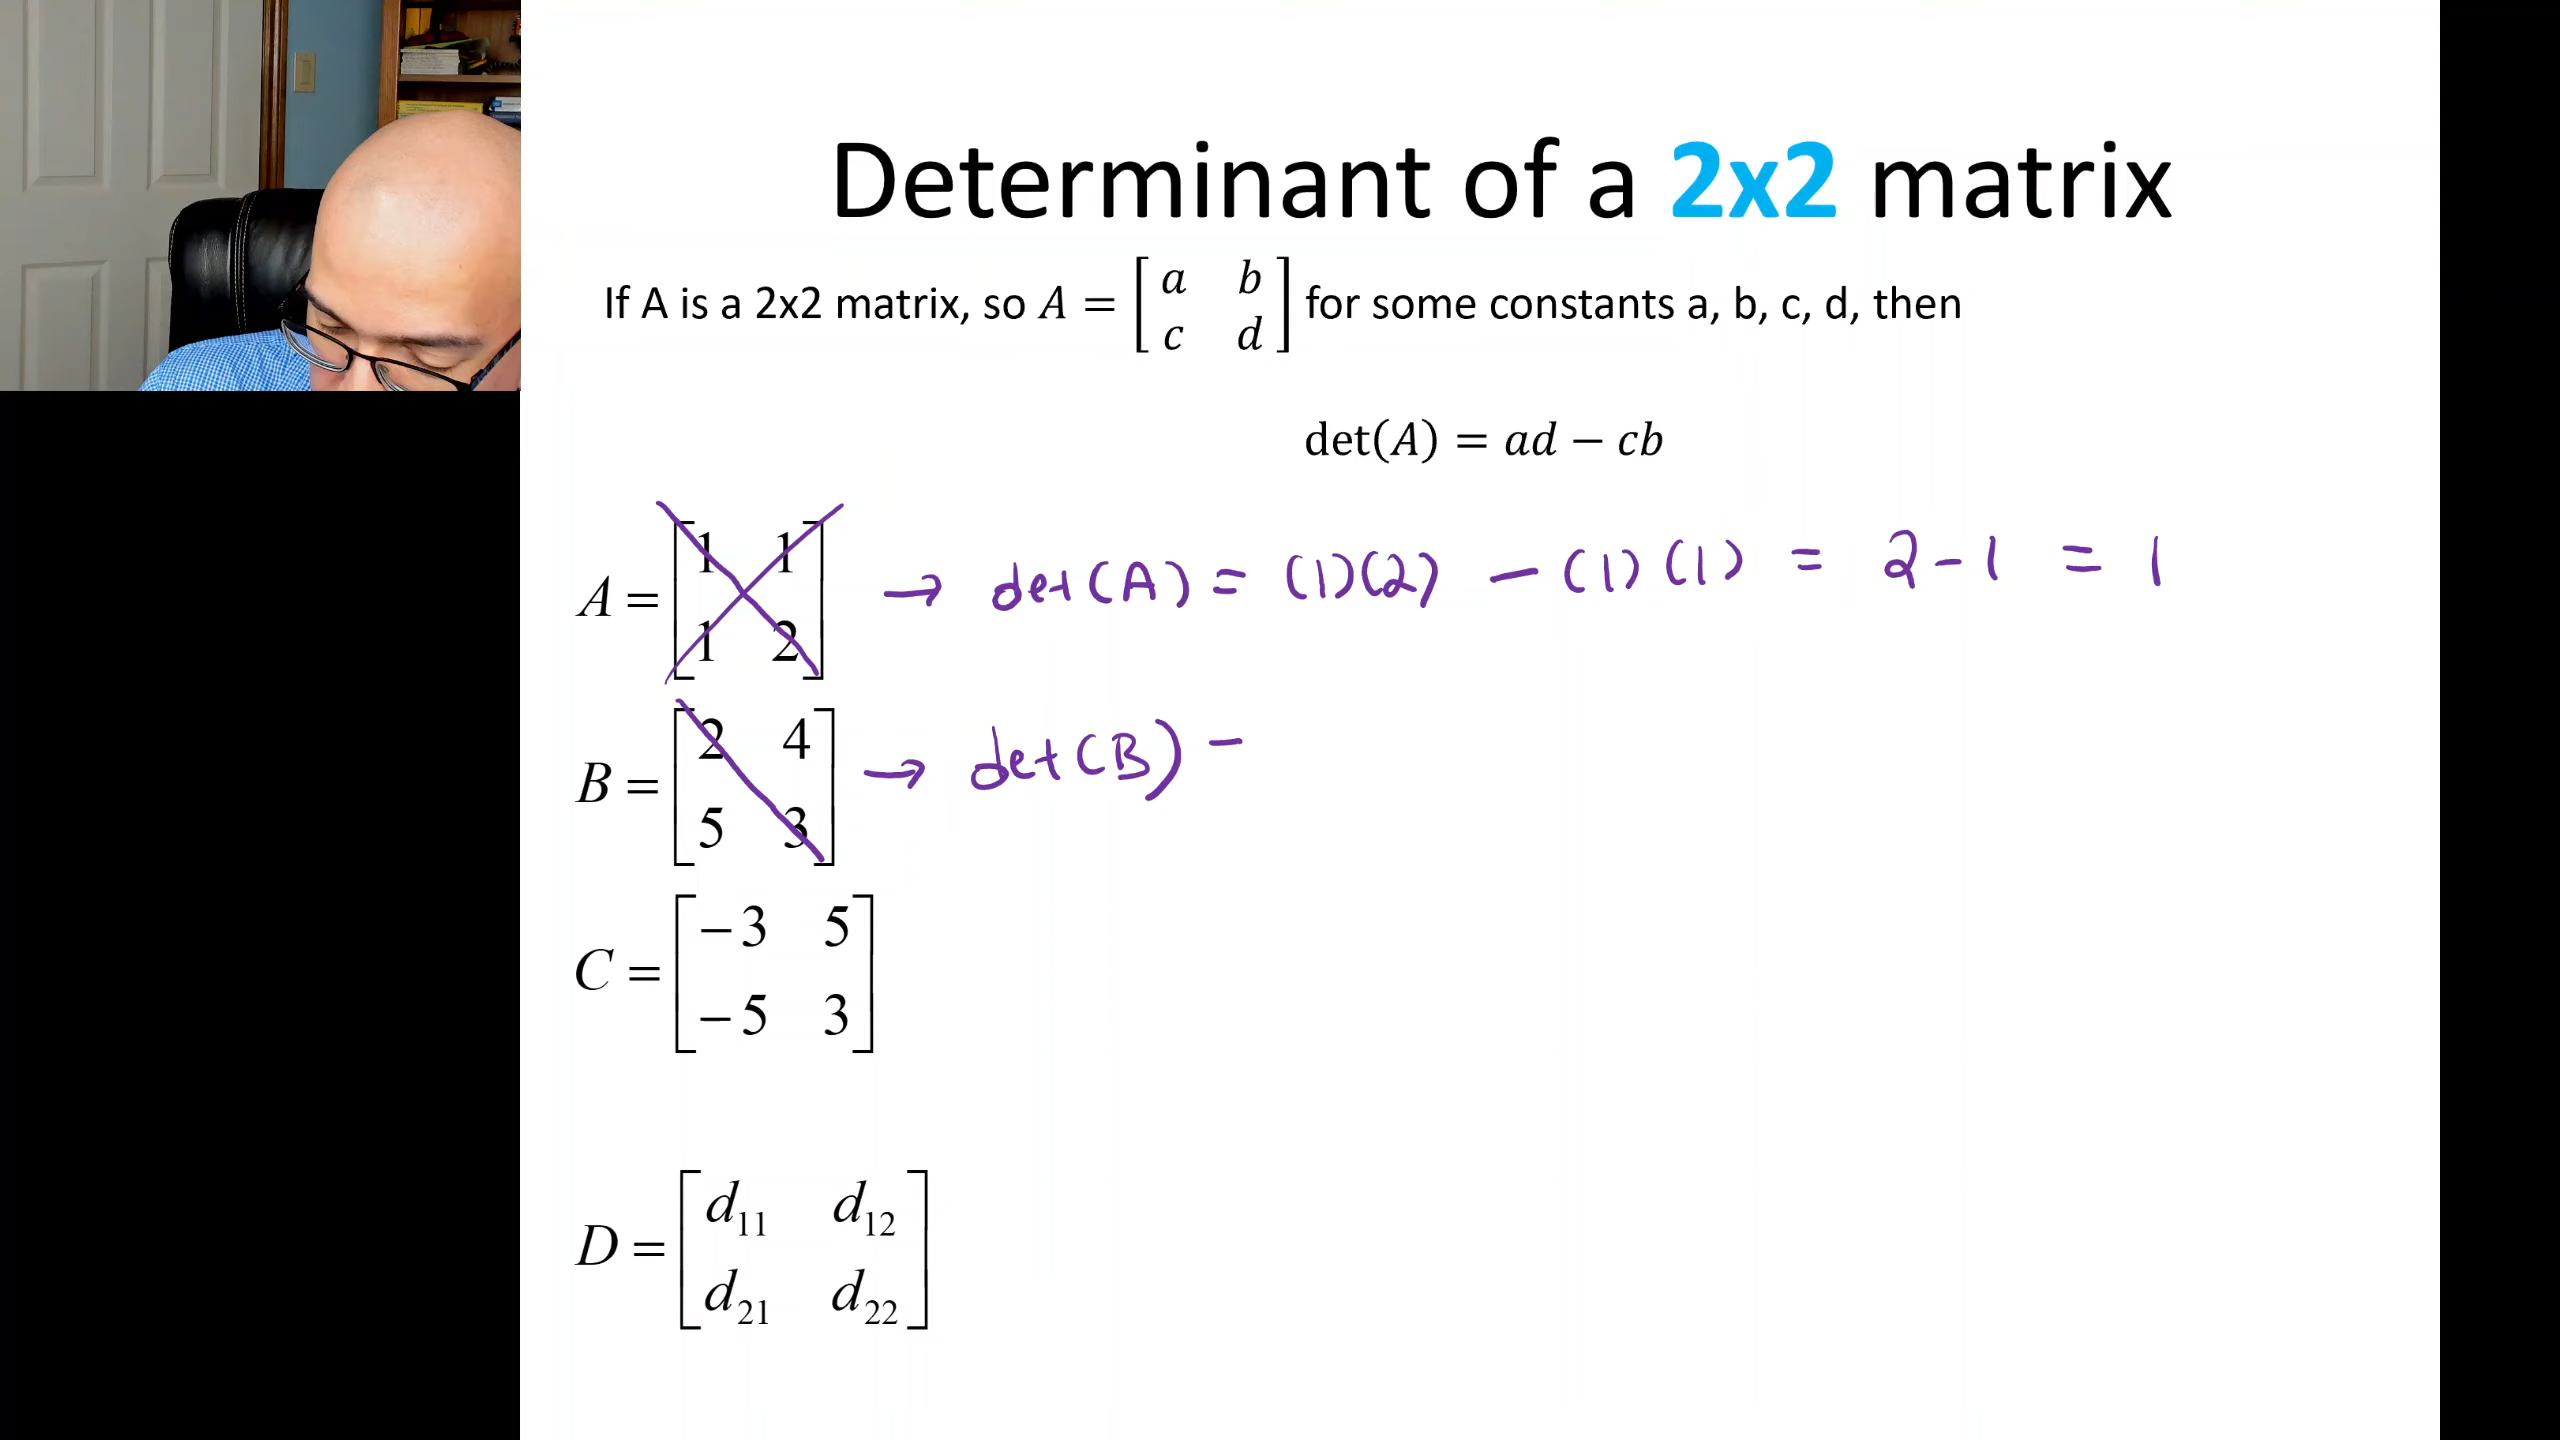 Determinant of a 2x2 matrix
If A is a 2x2 matrix, so A = [a b; c d] for some constants a, b, c, d, then
det(A) = ad − cb
A = [1 1; 1 2] → det(A) = (1)(2) − (1)(1) = 2 - 1 = 1
B = [2 4; 5 3] → det(B) -
C = [−3 5; −5 3]
D = [d11 d12; d21 d22]